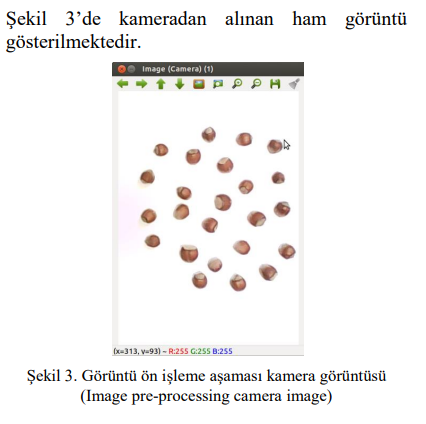 Şekil 3’de kameradan alınan ham görüntü
gösterilmektedir.
Image (Camera) (1)
(x=313, y=93) ~ R:255 G:255 B:255
Şekil 3. Görüntü ön işleme aşaması kamera görüntüsü
(Image pre-processing camera image)